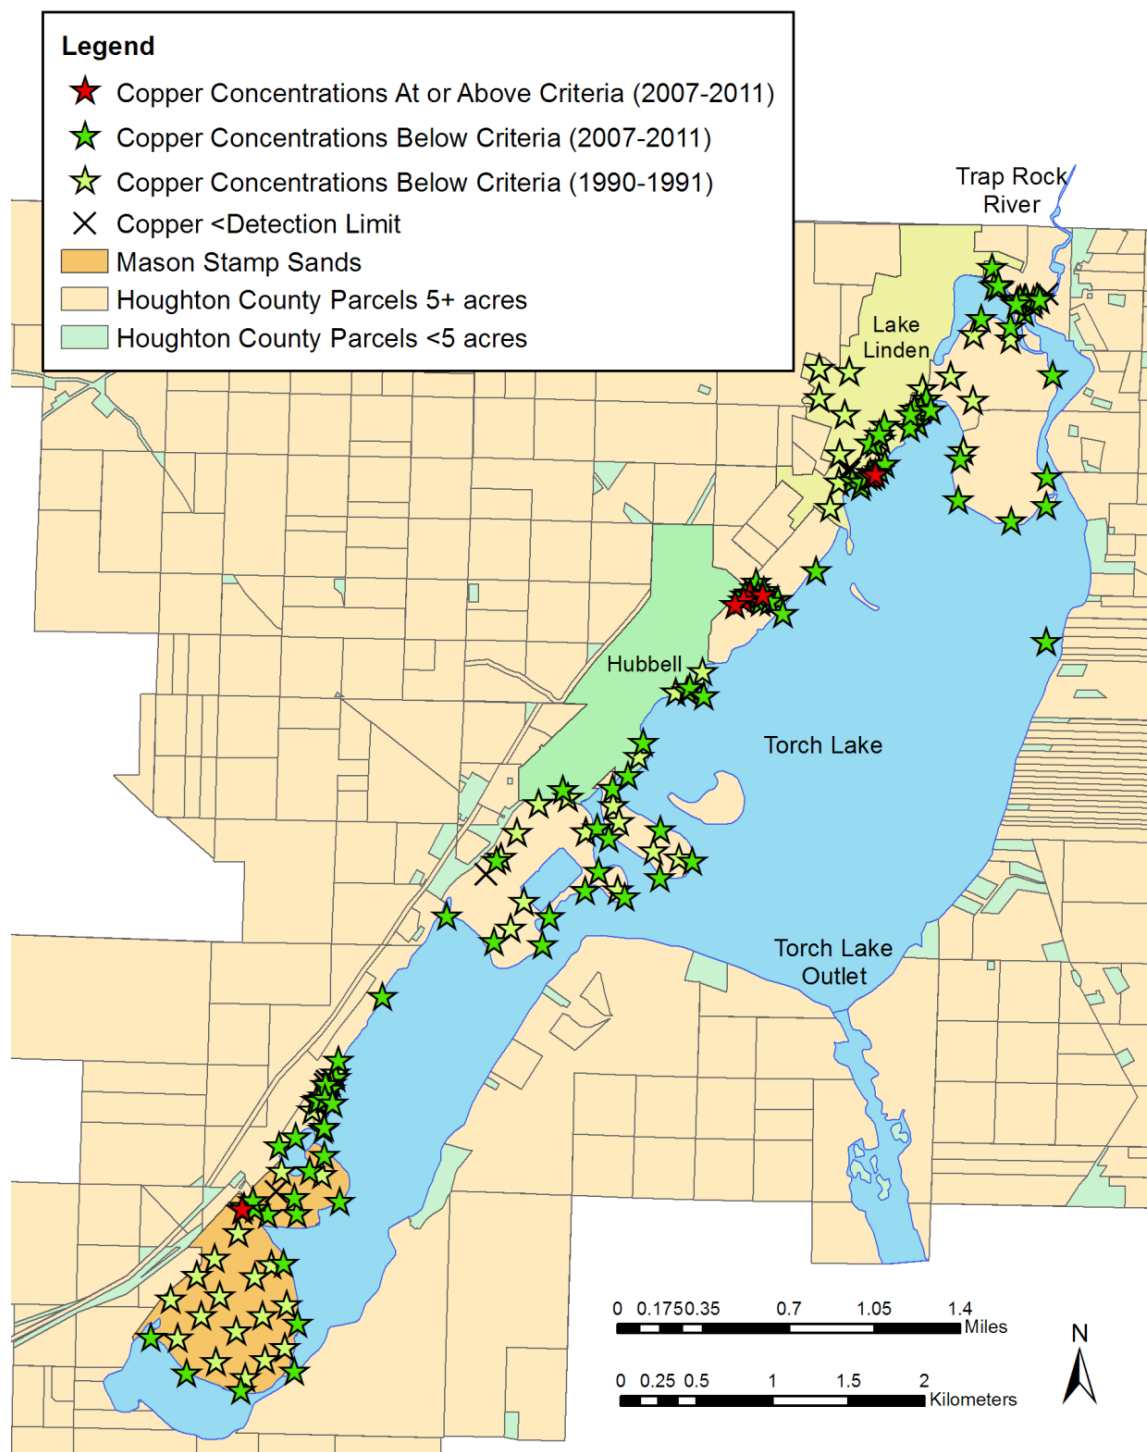 Legend
Copper Concentrations At or Above Criteria (2007-2011)
Copper Concentrations Below Criteria (2007-2011)
Copper Concentrations Below Criteria (1990-1991)
Copper <Detection Limit
Mason Stamp Sands
Houghton County Parcels 5+ acres
Houghton County Parcels <5 acres
Trap Rock
River
Lake
Linden
Hubbell
Torch Lake
Torch Lake
Outlet
0 0.175 0.35 0.7 1.05 1.4
Miles
0 0.25 0.5 1 1.5 2
Kilometers
N